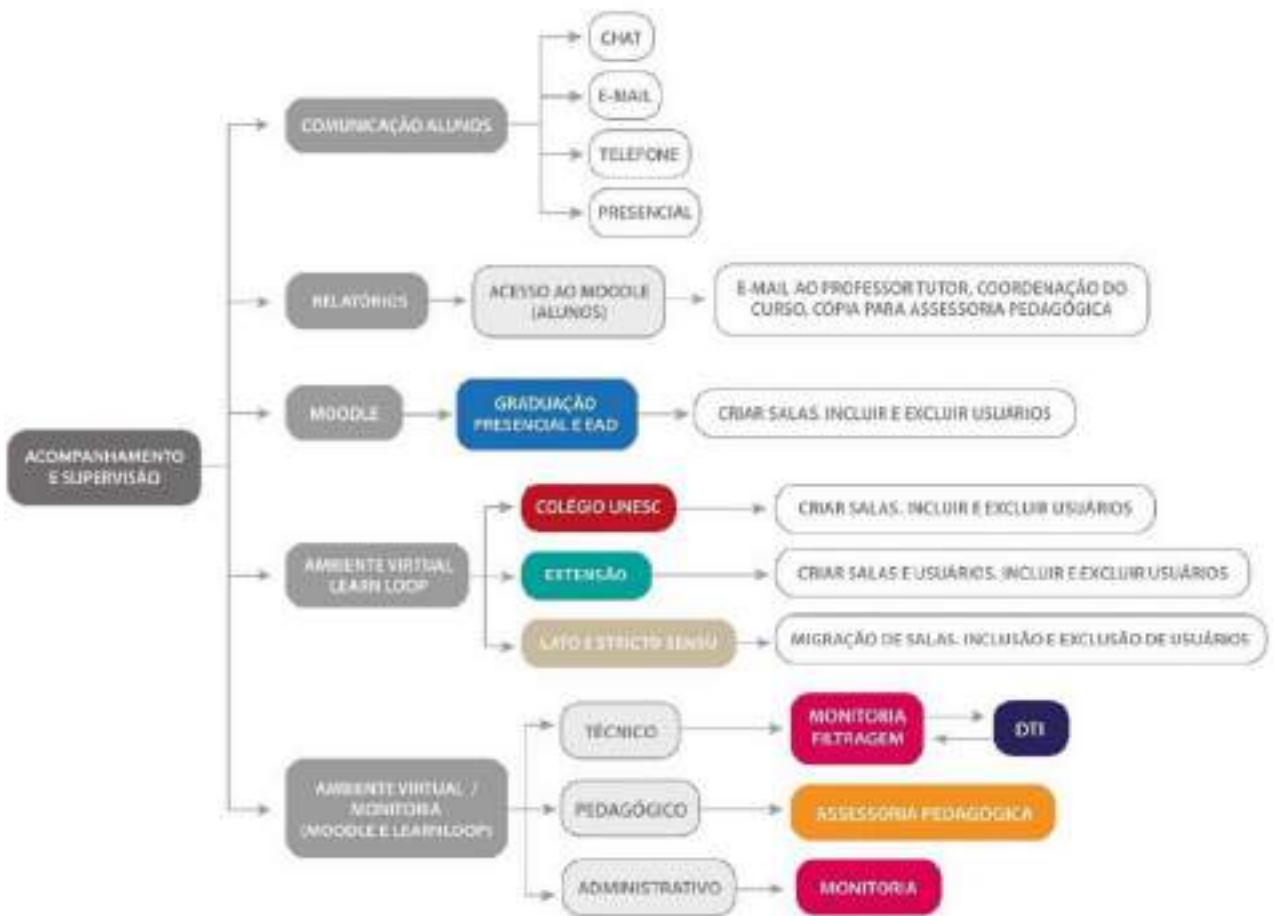 CHAT
COMUNICAÇÃO ALUNOS
E-MAIL
TELEFONE
PRESENCIAL
RELATÓRIOS
ACESSO AO MOODLE
(ALUNOS)
E-MAIL AO PROFESSOR TUTOR, COORDENAÇÃO DO
CURSO, CÓPIA PARA ASSESSORIA PEDAGÓGICA
MOODLE
GRADUAÇÃO
PRESENCIAL E EAD
CRIAR SALAS. INCLUIR E EXCLUIR USUÁRIOS
ACOMPANHAMENTO
E SUPERVISÃO
AMBIENTE VIRTUAL
LEARN LOOP
COLÉGIO UNESC
CRIAR SALAS. INCLUIR E EXCLUIR USUÁRIOS
EXTENSÃO
CRIAR SALAS E USUÁRIOS. INCLUIR E EXCLUIR USUÁRIOS
LATO E STRICTO SENSU
MIGRAÇÃO DE SALAS. INCLUSÃO E EXCLUSÃO DE USUÁRIOS
AMBIENTE VIRTUAL /
MONITORIA
(MOODLE E LEARNLOOP)
TÉCNICO
MONITORIA
FILTRAGEM
DTI
PEDAGÓGICO
ASSESSORIA PEDAGÓGICA
ADMINISTRATIVO
MONITORIA